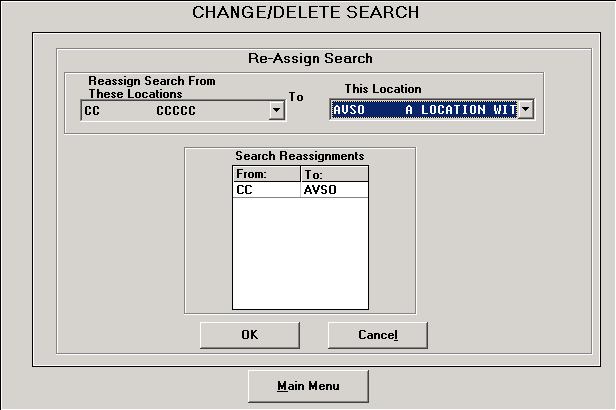 CHANGE/DELETE SEARCH
Re-Assign Search
Reassign Search From
These Locations
To
This Location
CC CCCCC
AVSO A LOCATION WIT
Search Reassignments
From: To:
CC AVSO
OK Cancel
Main Menu